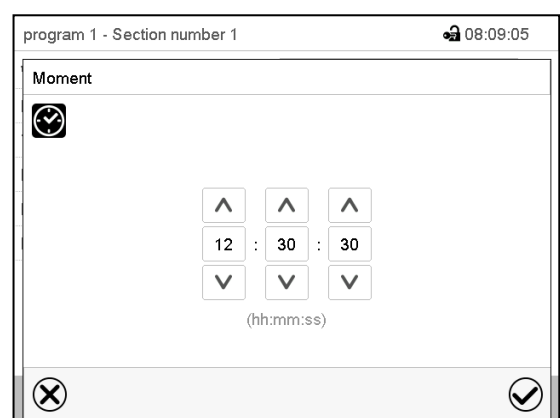 program 1 - Section number 1 08:09:05
Moment
12 : 30 : 30
(hh:mm:ss)